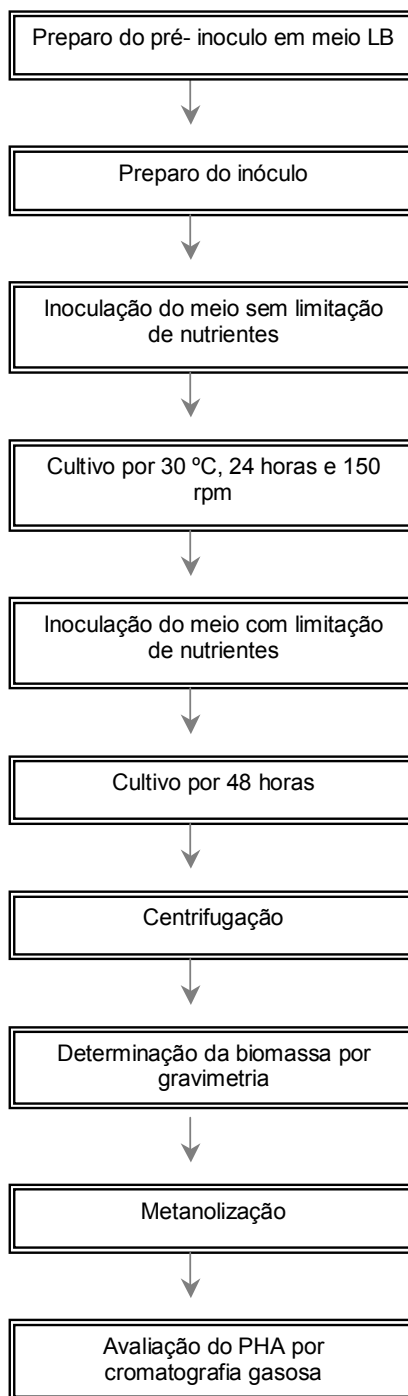 Preparo do pré- inoculo em meio LB
Preparo do inóculo
Inoculação do meio sem limitação
de nutrientes
Cultivo por 30 ºC, 24 horas e 150
rpm
Inoculação do meio com limitação
de nutrientes
Cultivo por 48 horas
Centrifugação
Determinação da biomassa por
gravimetria
Metanolização
Avaliação do PHA por
cromatografia gasosa